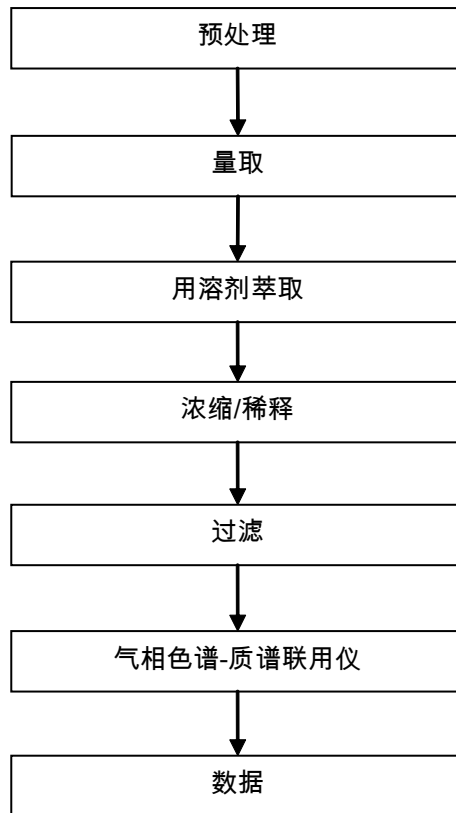 预处理
量取
用溶剂萃取
浓缩/稀释
过滤
气相色谱-质谱联用仪
数据